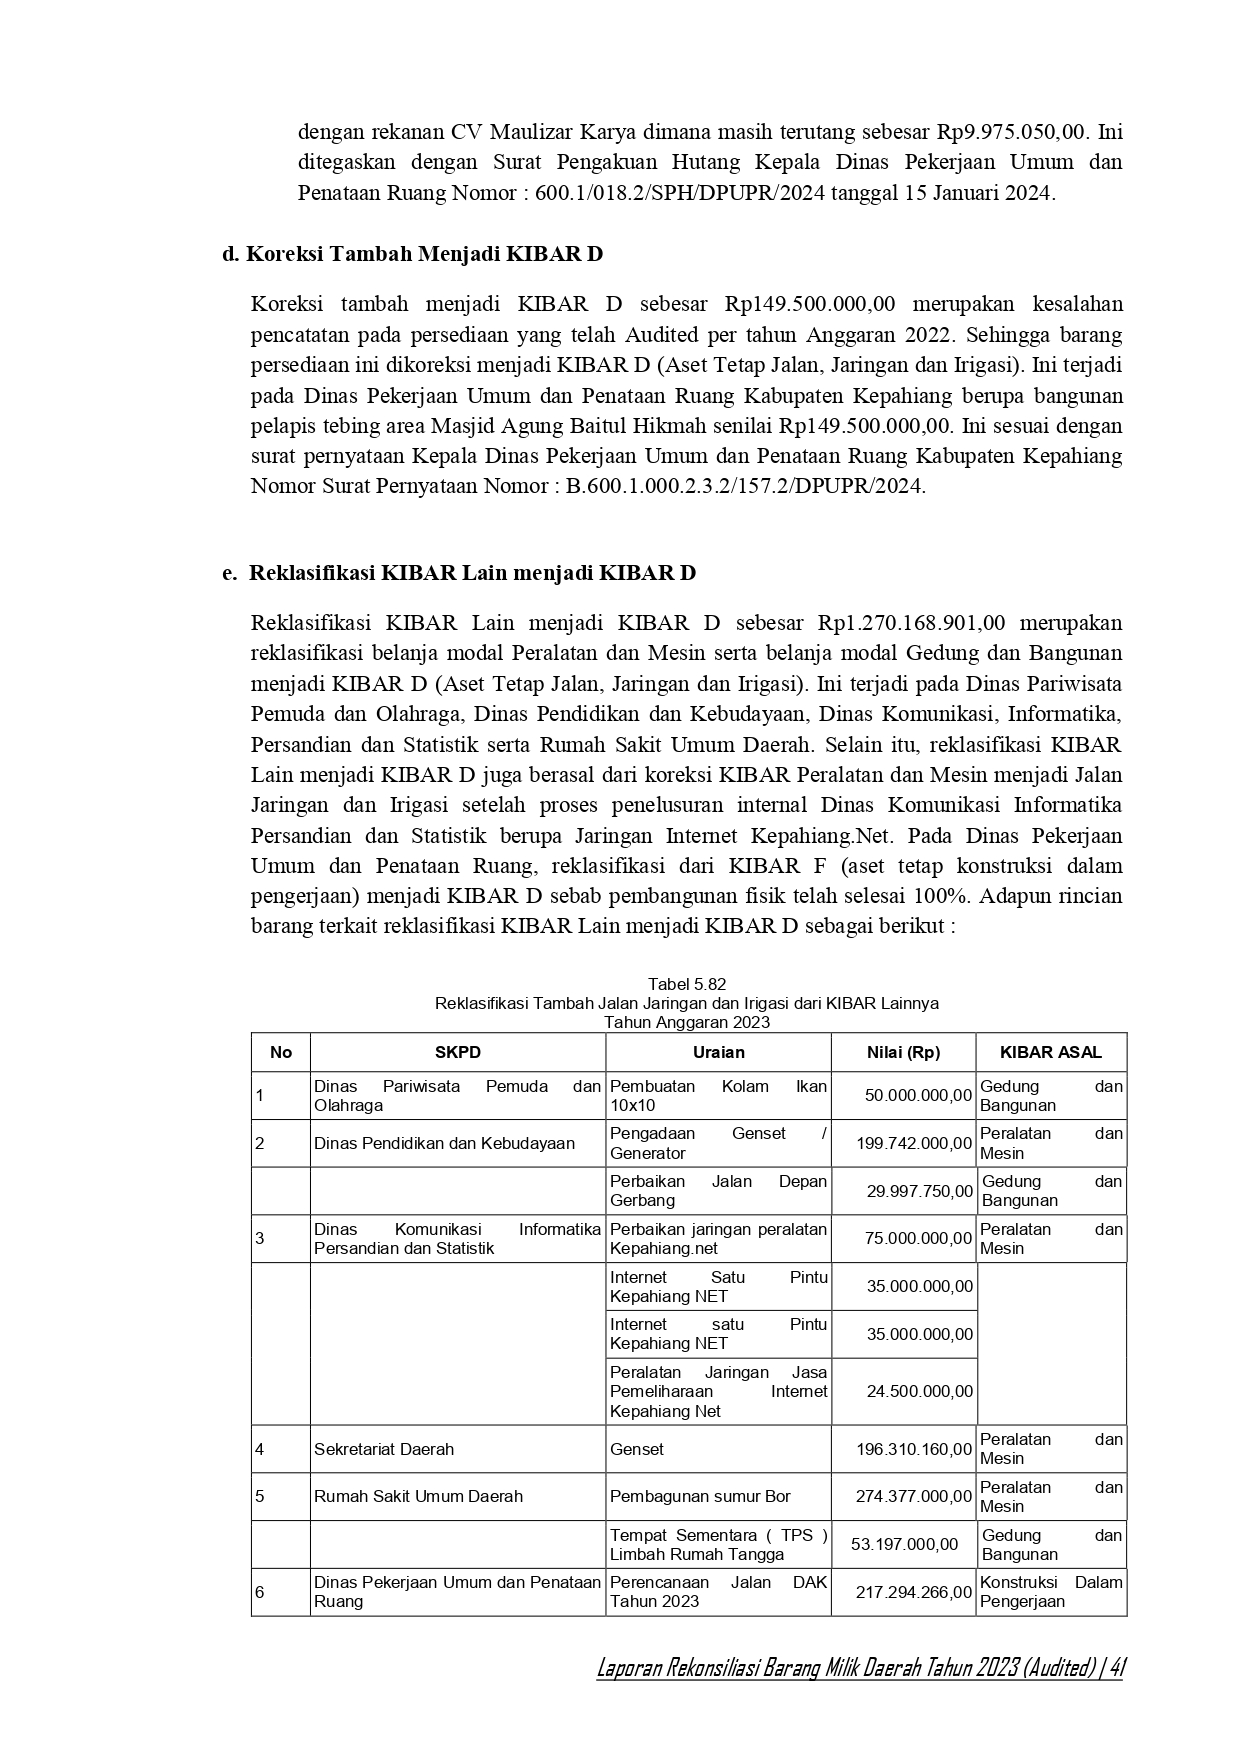 dengan rekanan CV Maulizar Karya dimana masih terutang sebesar Rp9.975.050,00. Ini
ditegaskan dengan Surat Pengakuan Hutang Kepala Dinas Pekerjaan Umum dan
Penataan Ruang Nomor : 600.1/018.2/SPH/DPUPR/2024 tanggal 15 Januari 2024.
d. Koreksi Tambah Menjadi KIBAR D
Koreksi tambah menjadi KIBAR D sebesar Rp149.500.000,00 merupakan kesalahan
pencatatan pada persediaan yang telah Audited per tahun Anggaran 2022. Sehingga barang
persediaan ini dikoreksi menjadi KIBAR D (Aset Tetap Jalan, Jaringan dan Irigasi). Ini terjadi
pada Dinas Pekerjaan Umum dan Penataan Ruang Kabupaten Kepahiang berupa bangunan
pelapis tebing area Masjid Agung Baitul Hikmah senilai Rp149.500.000,00. Ini sesuai dengan
surat pernyataan Kepala Dinas Pekerjaan Umum dan Penataan Ruang Kabupaten Kepahiang
Nomor Surat Pernyataan Nomor : B.600.1.000.2.3.2/157.2/DPUPR/2024.
e. Reklasifikasi KIBAR Lain menjadi KIBAR D
Reklasifikasi KIBAR Lain menjadi KIBAR D sebesar Rp1.270.168.901,00 merupakan
reklasifikasi belanja modal Peralatan dan Mesin serta belanja modal Gedung dan Bangunan
menjadi KIBAR D (Aset Tetap Jalan, Jaringan dan Irigasi). Ini terjadi pada Dinas Pariwisata
Pemuda dan Olahraga, Dinas Pendidikan dan Kebudayaan, Dinas Komunikasi, Informatika,
Persandian dan Statistik serta Rumah Sakit Umum Daerah. Selain itu, reklasifikasi KIBAR
Lain menjadi KIBAR D juga berasal dari koreksi KIBAR Peralatan dan Mesin menjadi Jalan
Jaringan dan Irigasi setelah proses penelusuran internal Dinas Komunikasi Informatika
Persandian dan Statistik berupa Jaringan Internet Kepahiang.Net. Pada Dinas Pekerjaan
Umum dan Penataan Ruang, reklasifikasi dari KIBAR F (aset tetap konstruksi dalam
pengerjaan) menjadi KIBAR D sebab pembangunan fisik telah selesai 100%. Adapun rincian
barang terkait reklasifikasi KIBAR Lain menjadi KIBAR D sebagai berikut :
Tabel 5.82
Reklasifikasi Tambah Jalan Jaringan dan Irigasi dari KIBAR Lainnya
Tahun Anggaran 2023
No SKPD Uraian Nilai (Rp) KIBAR ASAL
1 Dinas Pariwisata Pemuda dan Olahraga Pembuatan Kolam Ikan 10x10 50.000.000,00 Gedung dan Bangunan
2 Dinas Pendidikan dan Kebudayaan Pengadaan Genset / Generator 199.742.000,00 Peralatan dan Mesin
Perbaikan Jalan Depan Gerbang 29.997.750,00 Gedung dan Bangunan
3 Dinas Komunikasi Informatika Persandian dan Statistik Perbaikan jaringan peralatan Kepahiang.net 75.000.000,00 Peralatan dan Mesin
Internet Satu Pintu Kepahiang NET 35.000.000,00
Internet satu Pintu Kepahiang NET 35.000.000,00
Peralatan Jaringan Jasa Pemeliharaan Internet Kepahiang Net 24.500.000,00
4 Sekretariat Daerah Genset 196.310.160,00 Peralatan dan Mesin
5 Rumah Sakit Umum Daerah Pembagunan sumur Bor 274.377.000,00 Peralatan dan Mesin
Tempat Sementara ( TPS ) Limbah Rumah Tangga 53.197.000,00 Gedung dan Bangunan
6 Dinas Pekerjaan Umum dan Penataan Ruang Perencanaan Jalan DAK Tahun 2023 217.294.266,00 Konstruksi Dalam Pengerjaan
Laporan Rekonsiliasi Barang Milik Daerah Tahun 2023 (Audited) | 41